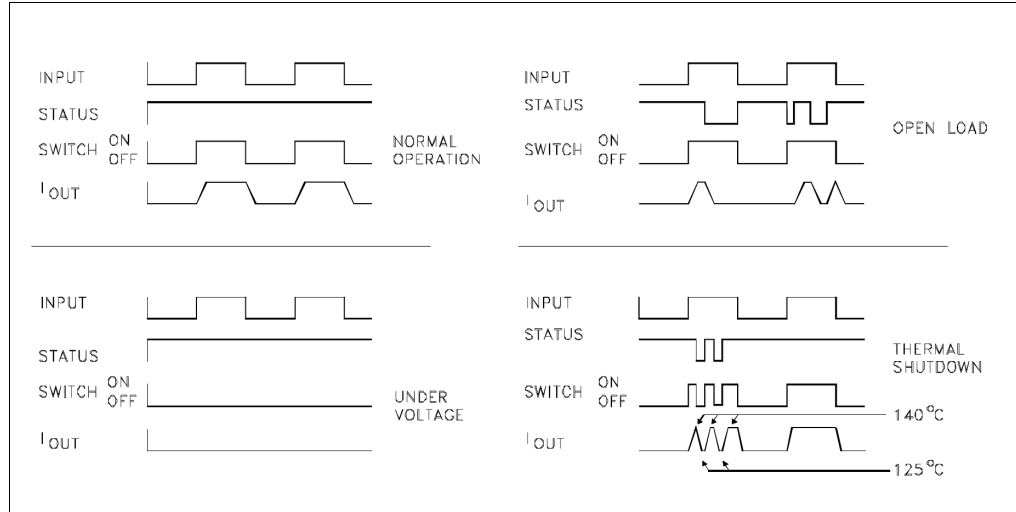 INPUT
STATUS
SWITCH ON OFF
I OUT
NORMAL OPERATION
INPUT
STATUS
SWITCH ON OFF
I OUT
OPEN LOAD
INPUT
STATUS
SWITCH ON OFF
I OUT
UNDER VOLTAGE
INPUT
STATUS
SWITCH ON OFF
I OUT
THERMAL SHUTDOWN
140°C
125°C